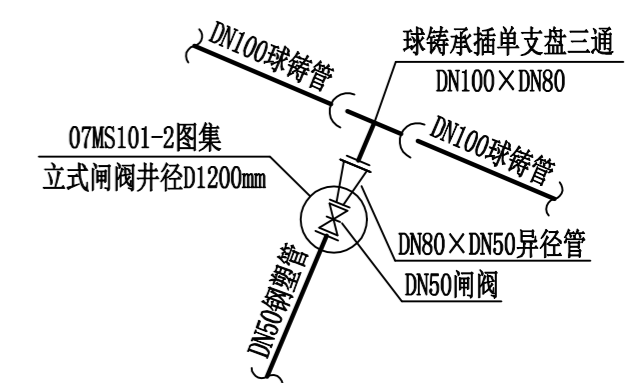 DN100球铸管
球铸承插单支盘三通
DN100×DN80
07MS101-2图集
立式闸阀井径D1200mm
DN100球铸管
DN80×DN50异径管
DN50闸阀
DN50钢塑管